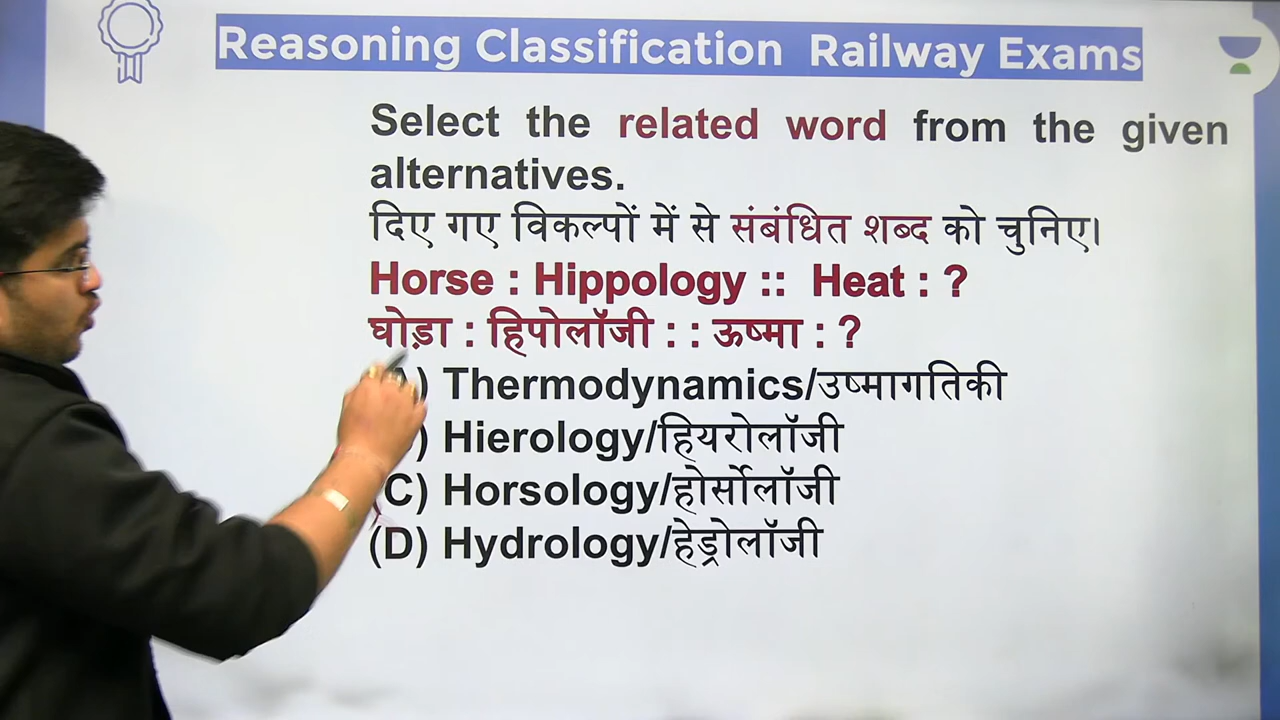 Reasoning Classification Railway Exams
Select the related word from the given
alternatives.
दिए गए विकल्पों में से संबंधित शब्द को चुनिए।
Horse : Hippology :: Heat : ?
घोड़ा : हिपोलॉजी : : ऊष्मा : ?
A) Thermodynamics/उष्मागतिकी
) Hierology/हियरोलॉजी
(C) Horsology/होर्सोलॉजी
(D) Hydrology/हेड्रोलॉजी